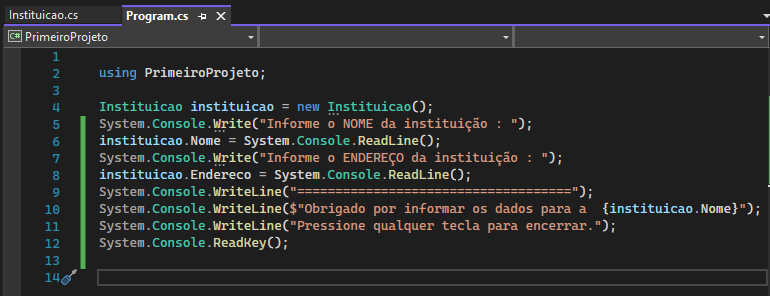 Instituicao.cs Program.cs
C# PrimeiroProjeto
1
2 using PrimeiroProjeto;
3
4 Instituicao instituicao = new Instituicao();
5 System.Console.Write("Informe o NOME da instituição : ");
6 instituicao.Nome = System.Console.ReadLine();
7 System.Console.Write("Informe o ENDEREÇO da instituição : ");
8 instituicao.Endereco = System.Console.ReadLine();
9 System.Console.WriteLine("====================================");
10 System.Console.WriteLine($"Obrigado por informar os dados para a  {instituicao.Nome}");
11 System.Console.WriteLine("Pressione qualquer tecla para encerrar.");
12 System.Console.ReadKey();
13
14